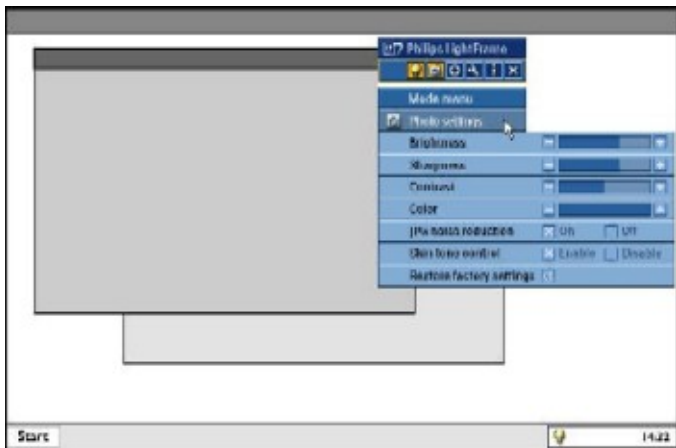 Philips LightFrame
Mode menu
Photo settings
Brightness
Sharpness
Contrast
Color
JPG noise reduction On Off
Skin tone control Enable Disable
Restore factory settings
Start 14:22